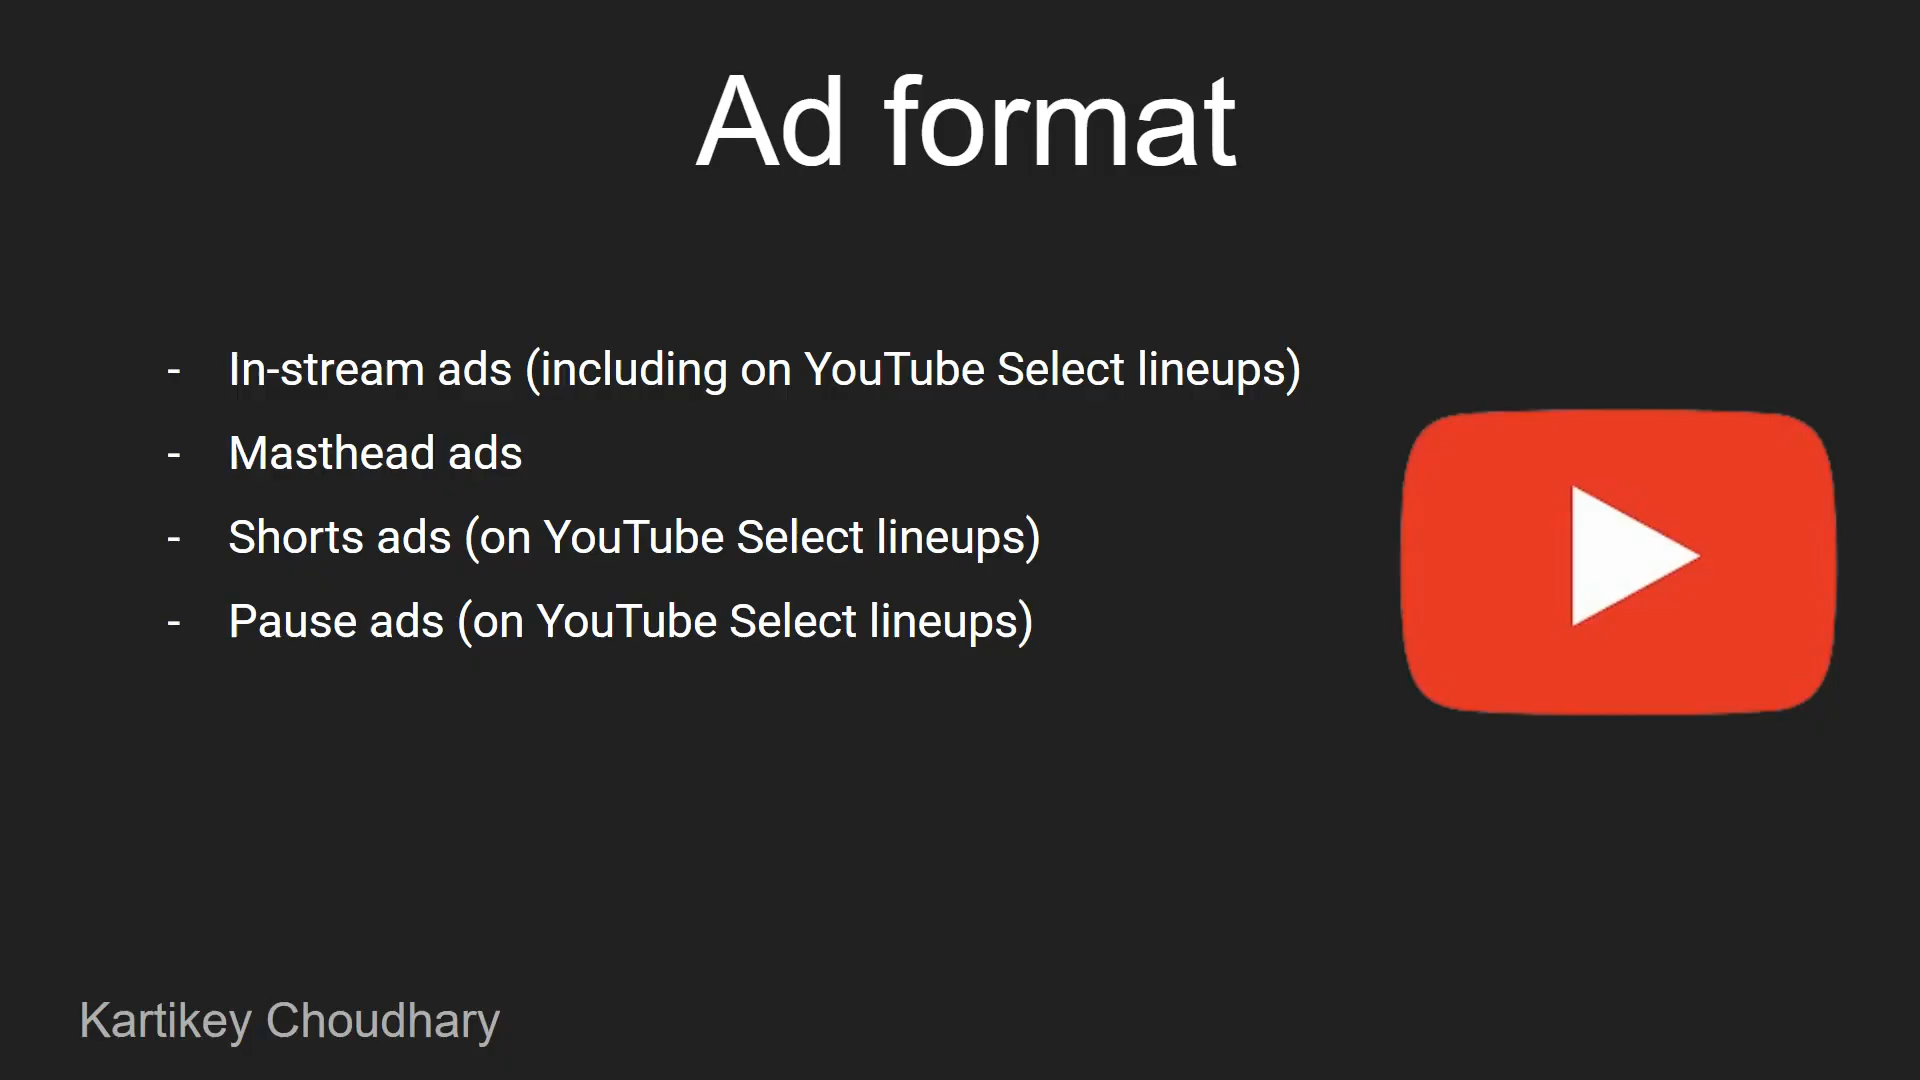 Ad format
- In-stream ads (including on YouTube Select lineups)
- Masthead ads
- Shorts ads (on YouTube Select lineups)
- Pause ads (on YouTube Select lineups)
Kartikey Choudhary